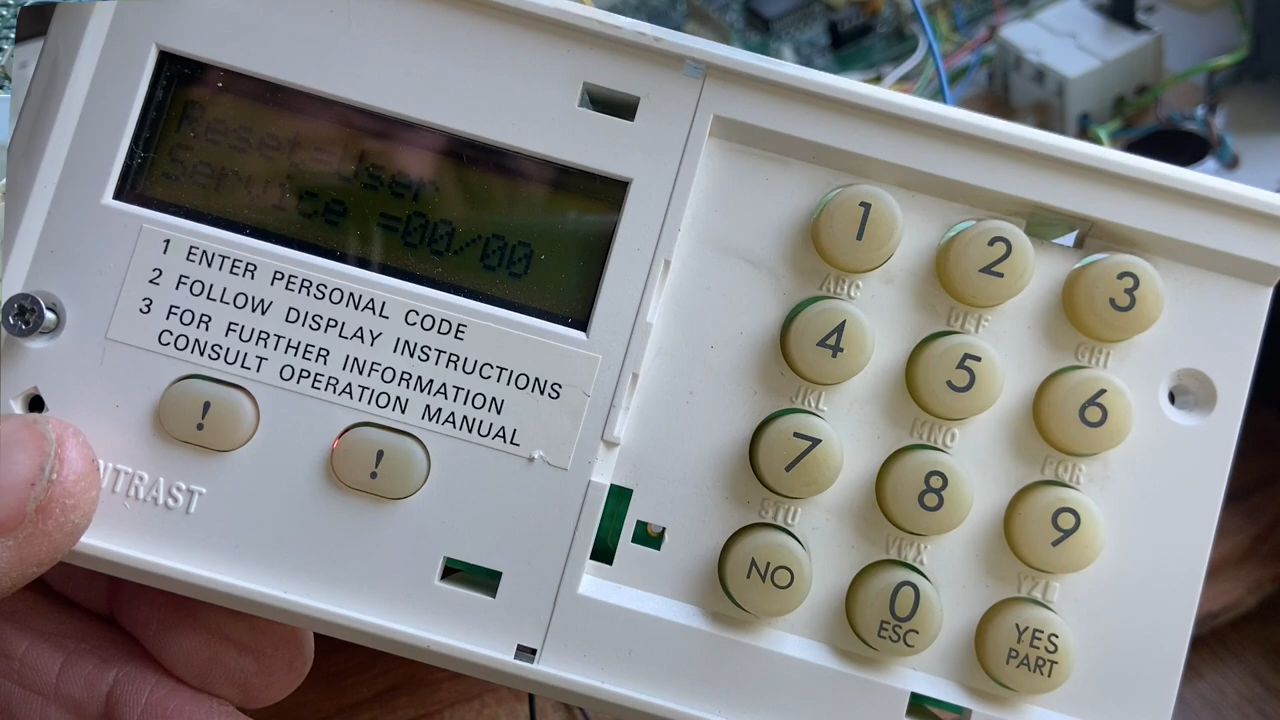 Reset=User
Service =00/00
1 ENTER PERSONAL CODE
2 FOLLOW DISPLAY INSTRUCTIONS
3 FOR FURTHER INFORMATION
CONSULT OPERATION MANUAL
!
!
NTRAST
1
2
3
ABC
DEF
GHI
4
5
6
JKL
MNO
PQR
7
8
9
STU
VWX
NO
0
ESC
YES
PART